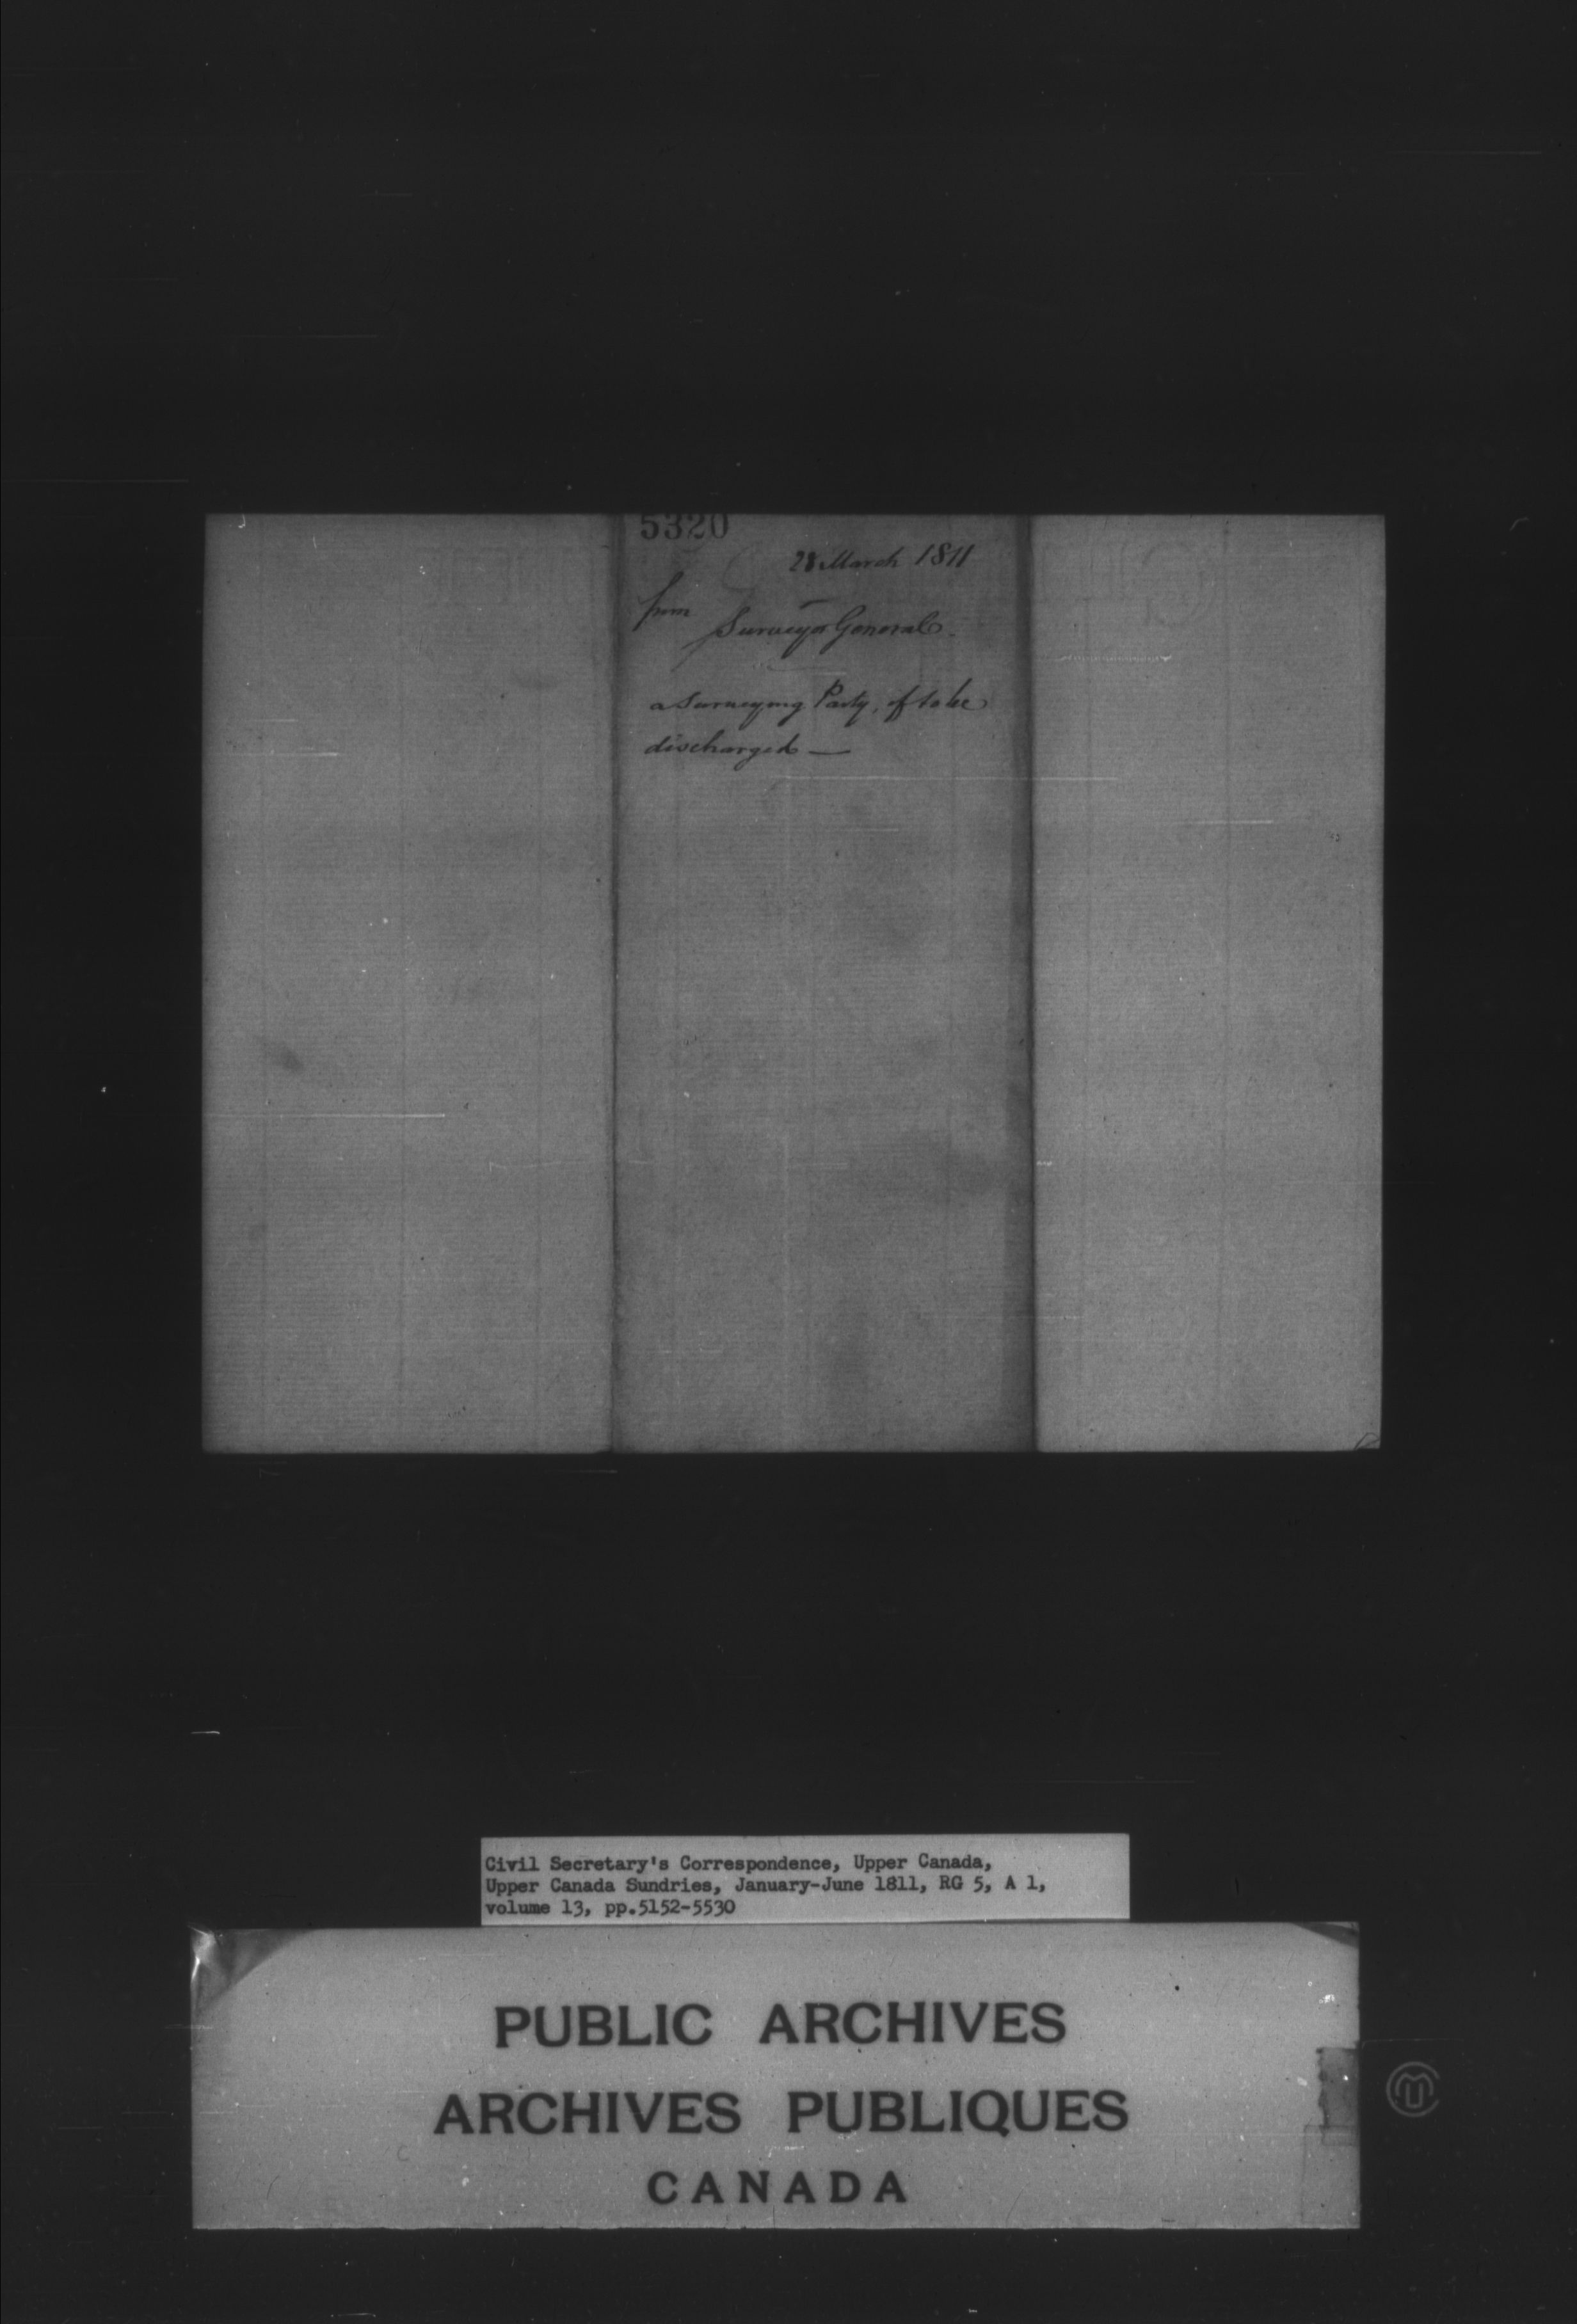 5320
28 March 1811
from
Surveyor General.
a Surveying Party, if to be
discharged —
Civil Secretary's Correspondence, Upper Canada,
Upper Canada Sundries, January-June 1811, RG 5, A 1,
volume 13, pp.5152-5530
PUBLIC ARCHIVES
ARCHIVES PUBLIQUES
CANADA